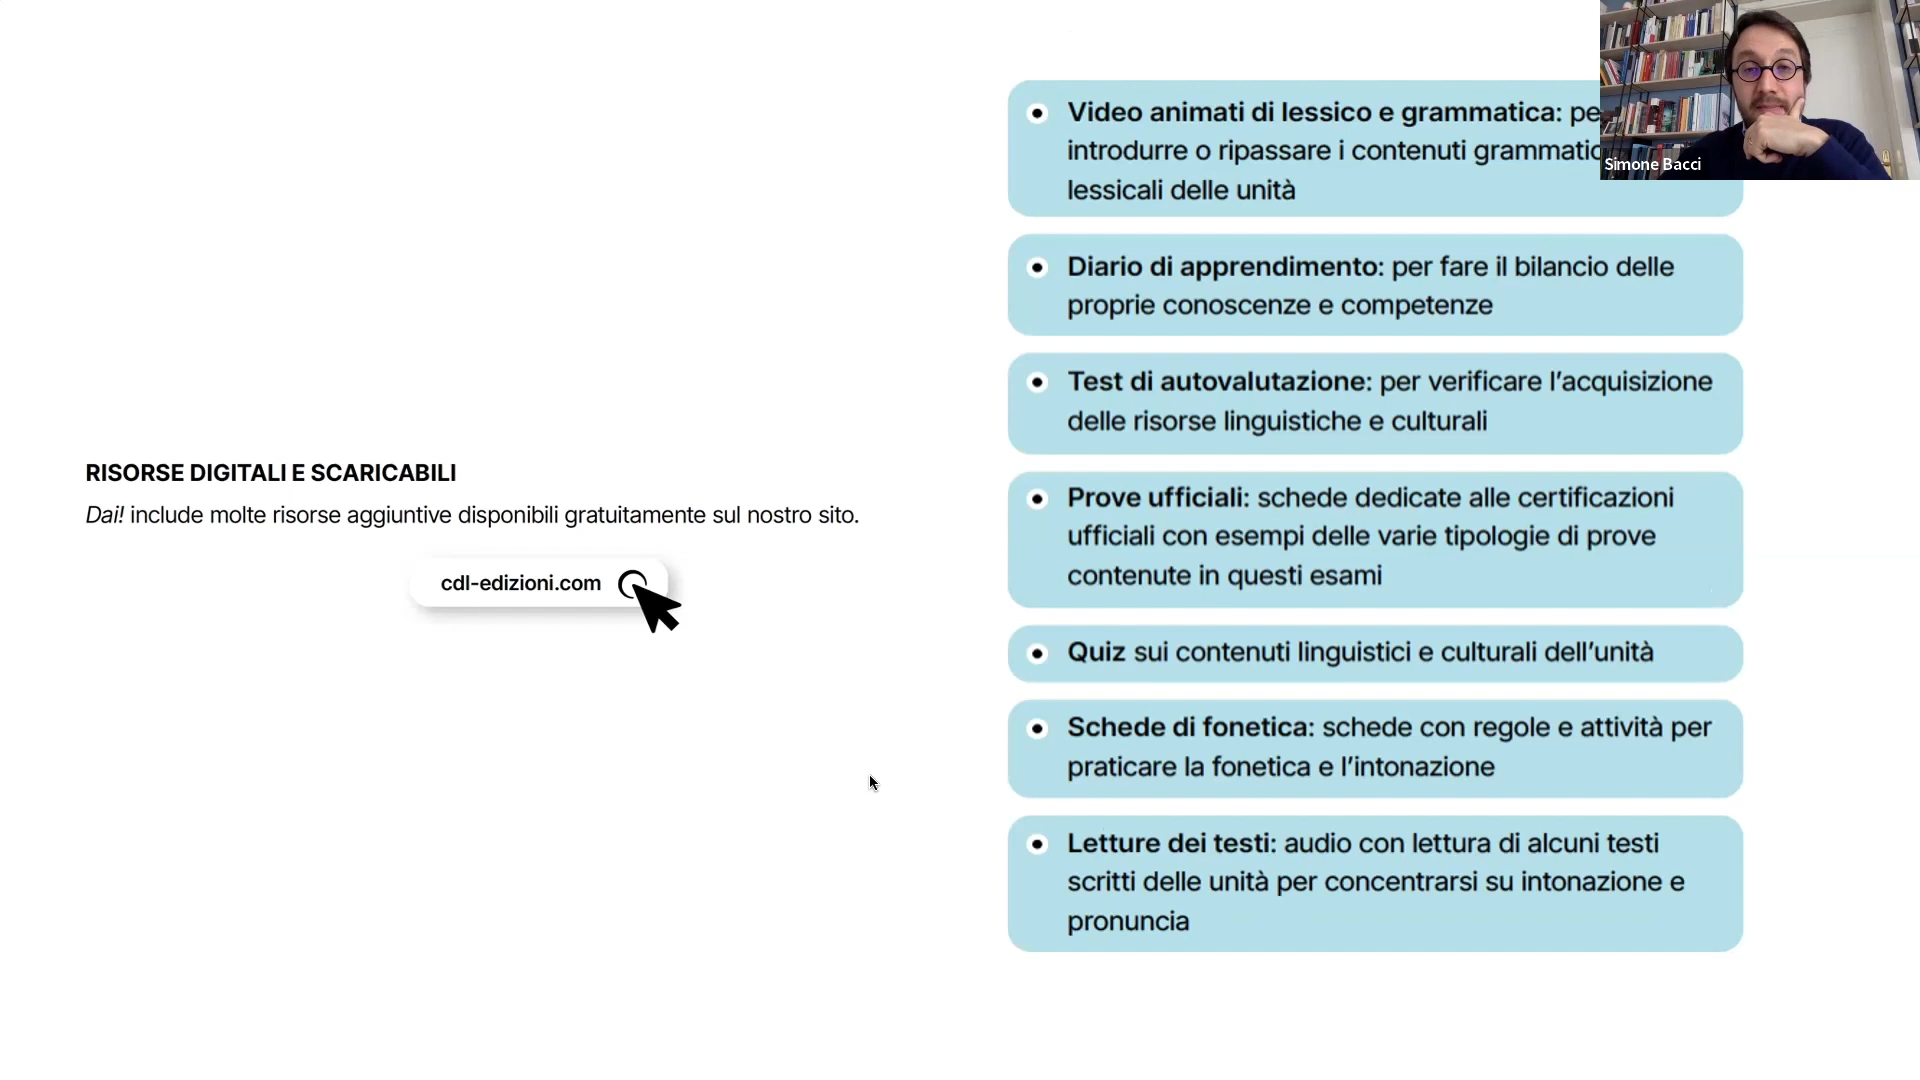 RISORSE DIGITALI E SCARICABILI
Dai! include molte risorse aggiuntive disponibili gratuitamente sul nostro sito.
cdl-edizioni.com
Video animati di lessico e grammatica:
introdurre o ripassare i contenuti
lessicali delle unità
Diario di apprendimento: per fare il bilancio delle
proprie conoscenze e competenze
Test di autovalutazione: per verificare l’acquisizione
delle risorse linguistiche e culturali
Prove ufficiali: schede dedicate alle certificazioni
ufficiali con esempi delle varie tipologie di prove
contenute in questi esami
Quiz sui contenuti linguistici e culturali dell’unità
Schede di fonetica: schede con regole e attività per
praticare la fonetica e l’intonazione
Letture dei testi: audio con lettura di alcuni testi
scritti delle unità per concentrarsi su intonazione e
pronuncia
Simone Bacci